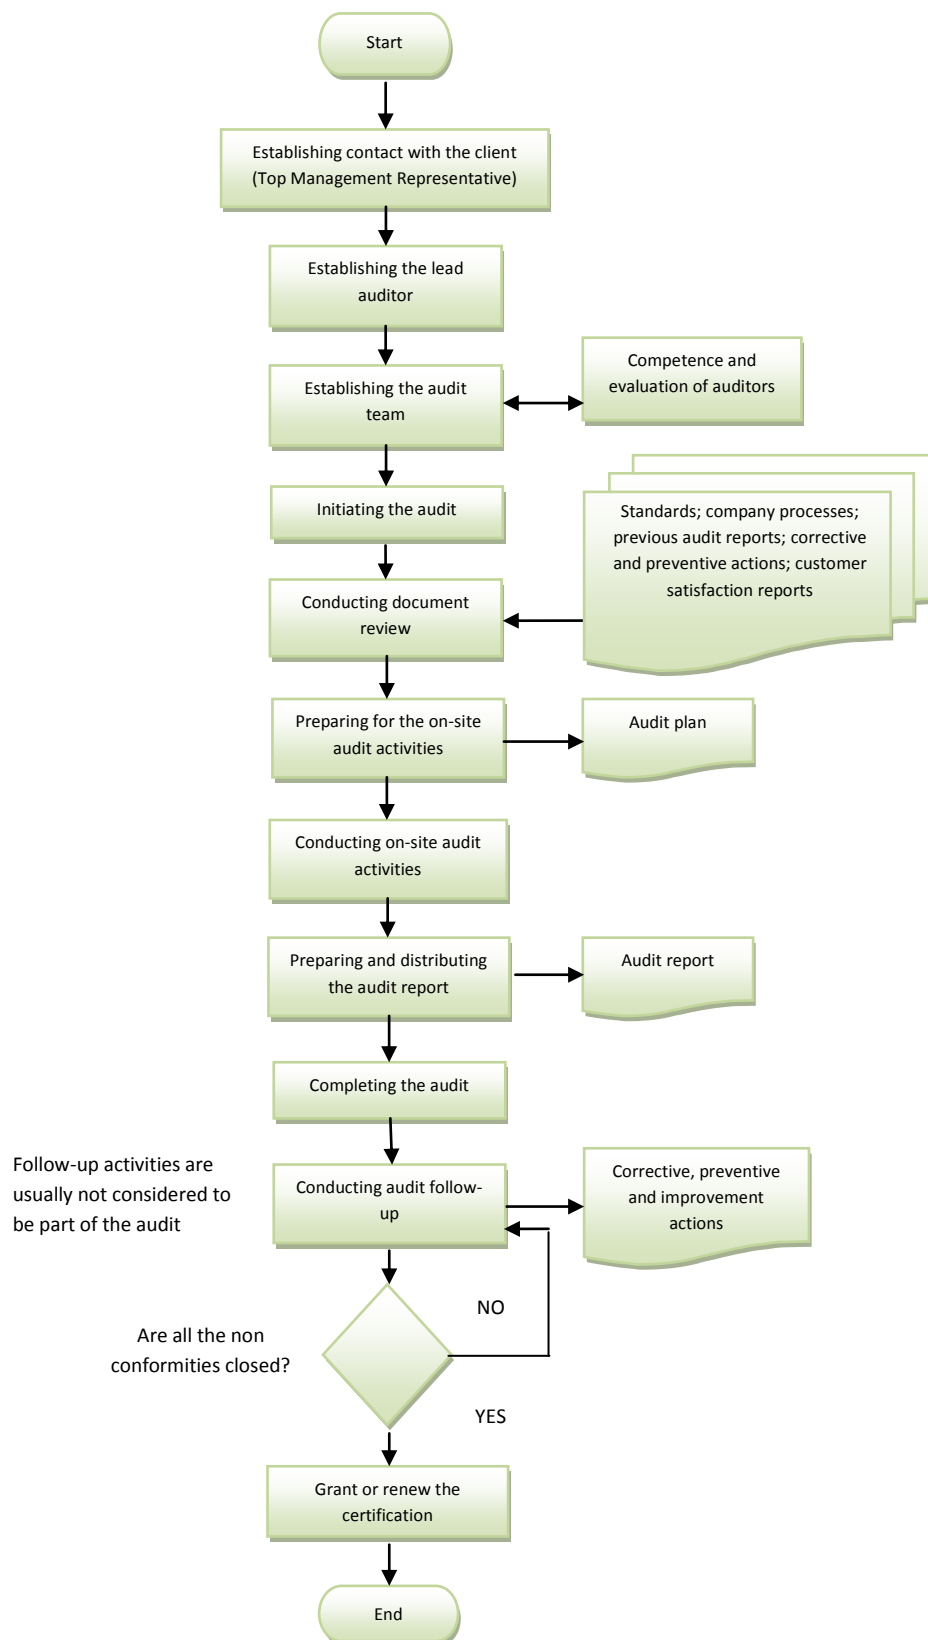 Start
Establishing contact with the client
(Top Management Representative)
Establishing the lead
auditor
Establishing the audit
team
Competence and
evaluation of auditors
Initiating the audit
Standards; company processes;
previous audit reports; corrective
and preventive actions; customer
satisfaction reports
Conducting document
review
Preparing for the on-site
audit activities
Audit plan
Conducting on-site audit
activities
Preparing and distributing
the audit report
Audit report
Completing the audit
Follow-up activities are
usually not considered to
be part of the audit
Conducting audit follow-
up
Corrective, preventive
and improvement
actions
NO
Are all the non
conformities closed?
YES
Grant or renew the
certification
End